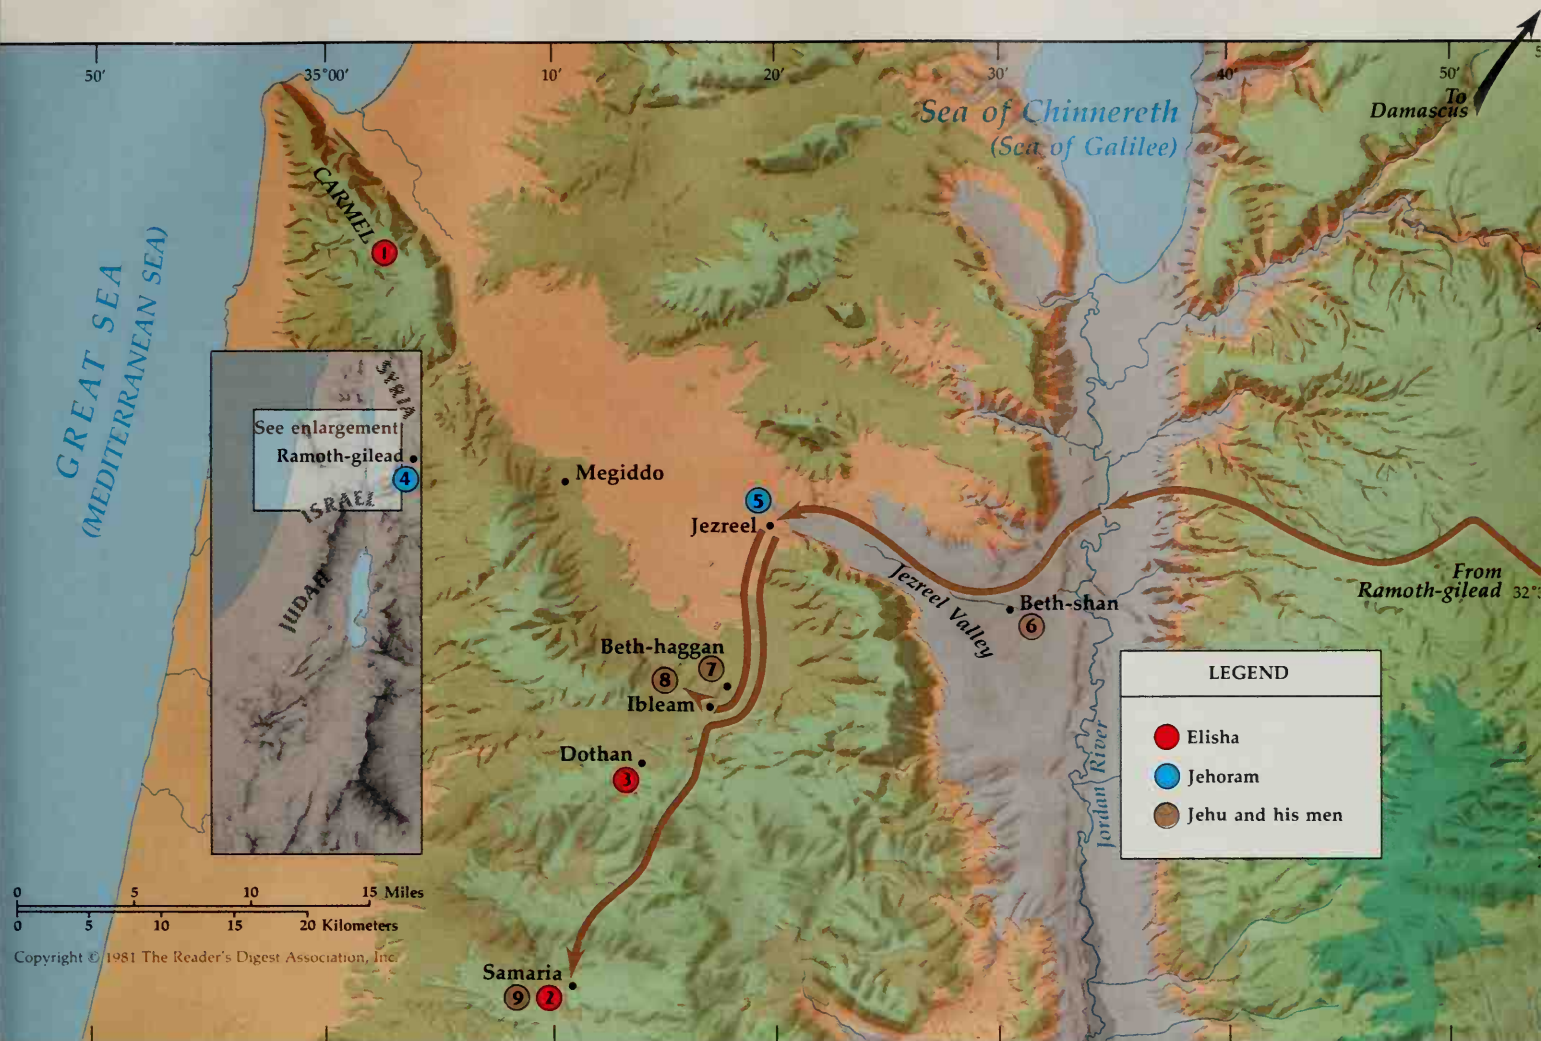 50'
35°00'
10'
20'
30'
40'
50'
To
Damascus
Sea of Chinnereth
(Sea of Galilee)
CARMEL
1
GREAT SEA
(MEDITERRANEAN SEA)
SYRIA
See enlargement
Ramoth-gilead
4
ISRAEL
JUDAH
Megiddo
5
Jezreel
Jezreel Valley
From
Ramoth-gilead
Beth-shan
6
Beth-haggan
7
8
Ibleam
Dothan
3
Jordan River
LEGEND
Elisha
Jehoram
Jehu and his men
0 5 10 15 Miles
0 5 10 15 20 Kilometers
Copyright © 1981 The Reader's Digest Association, Inc.
Samaria
9 2